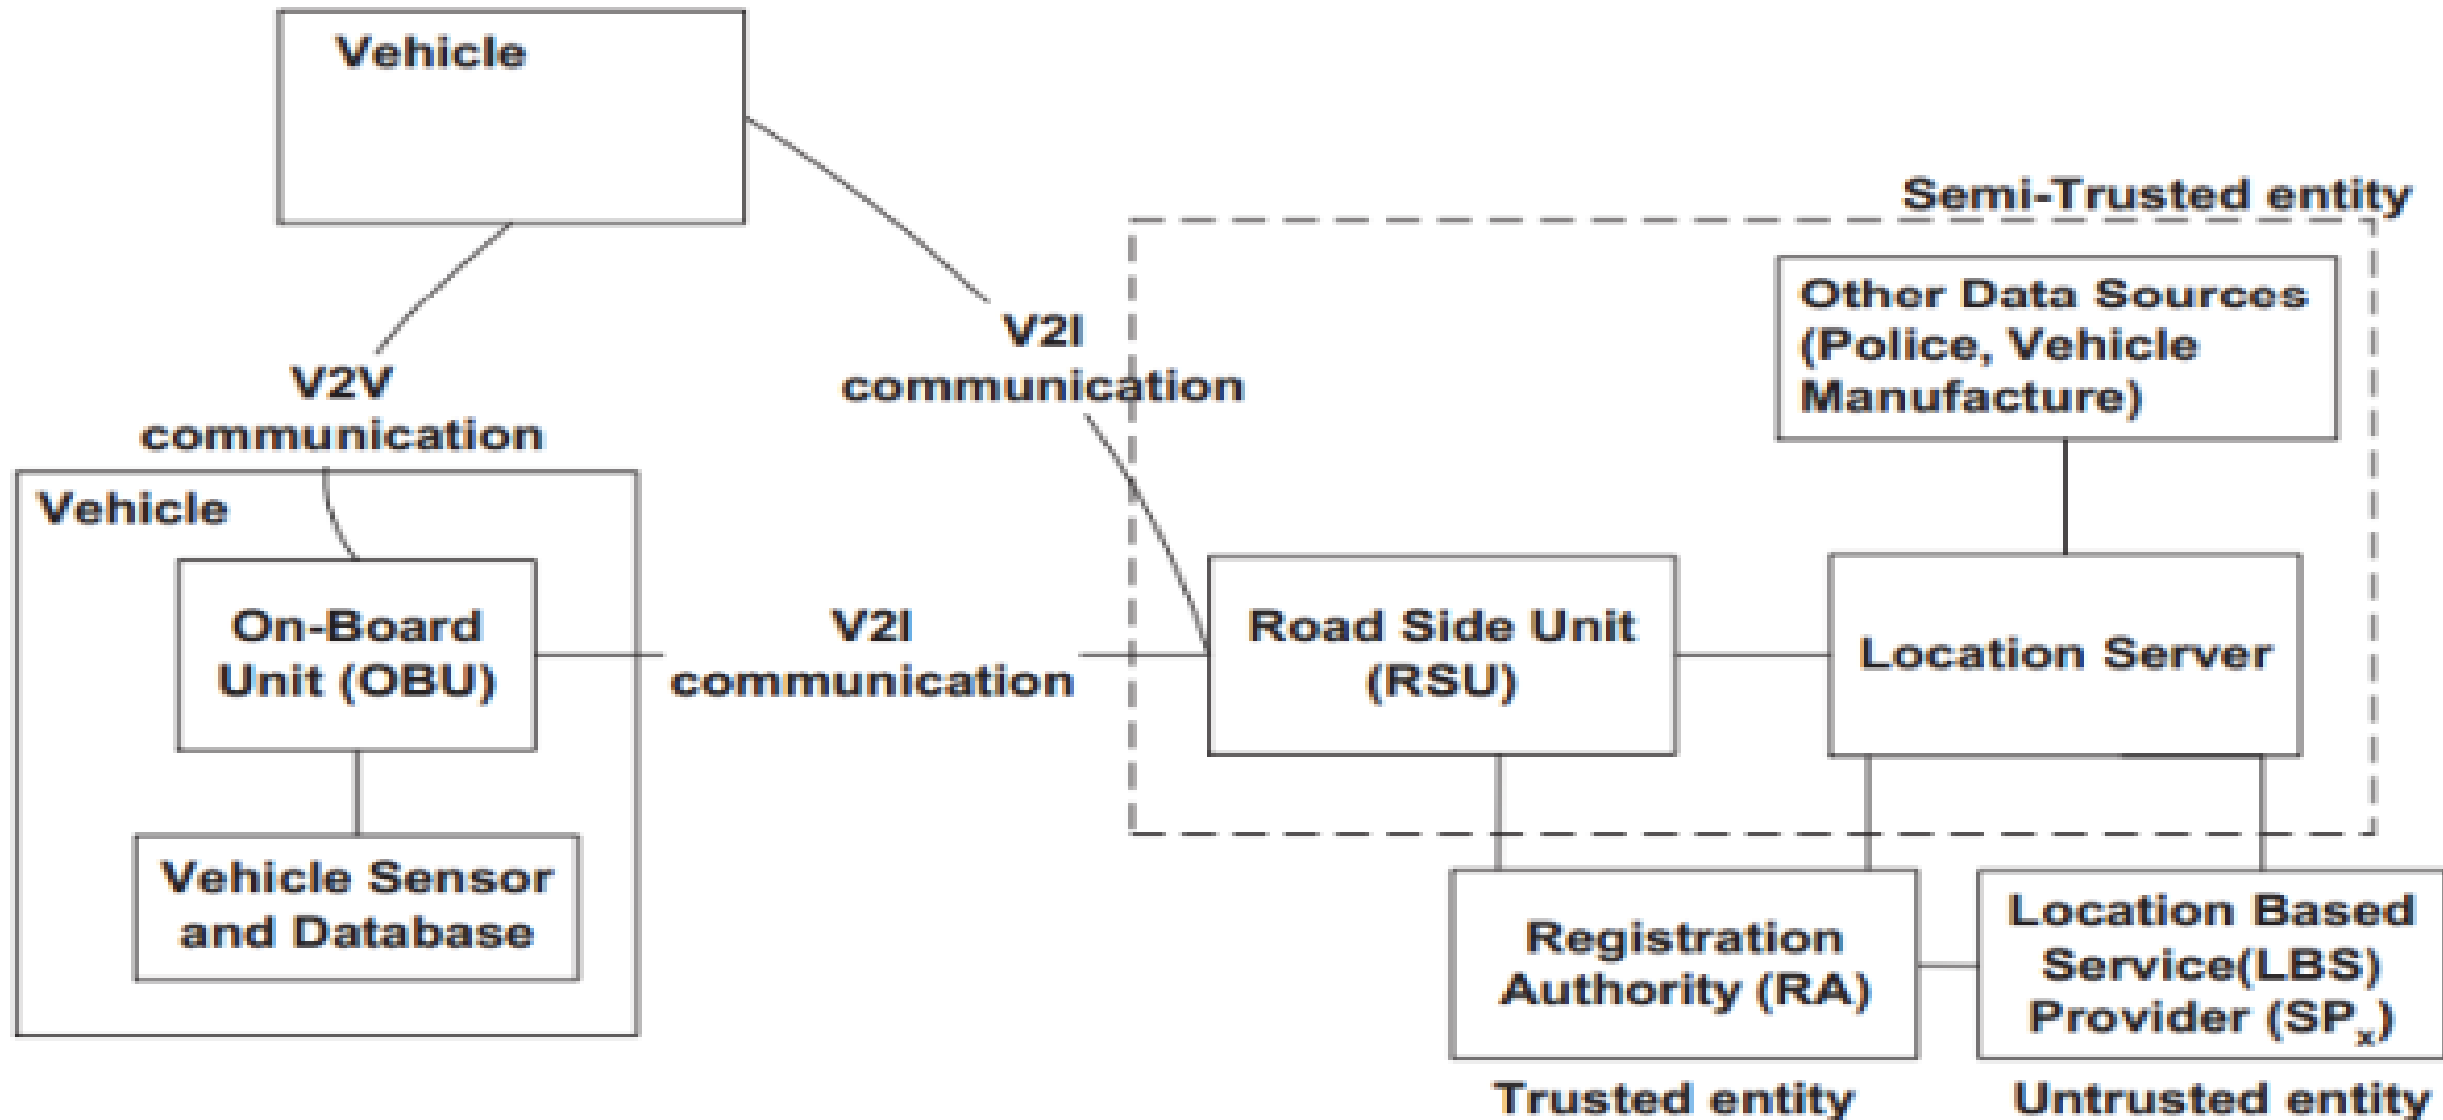 Vehicle
Semi-Trusted entity
Other Data Sources
(Police, Vehicle
Manufacture)
V2I
communication
V2V
communication
Vehicle
On-Board
Unit (OBU)
V2I
communication
Road Side Unit
(RSU)
Location Server
Vehicle Sensor
and Database
Registration
Authority (RA)
Location Based
Service(LBS)
Provider (SPx)
Trusted entity
Untrusted entity